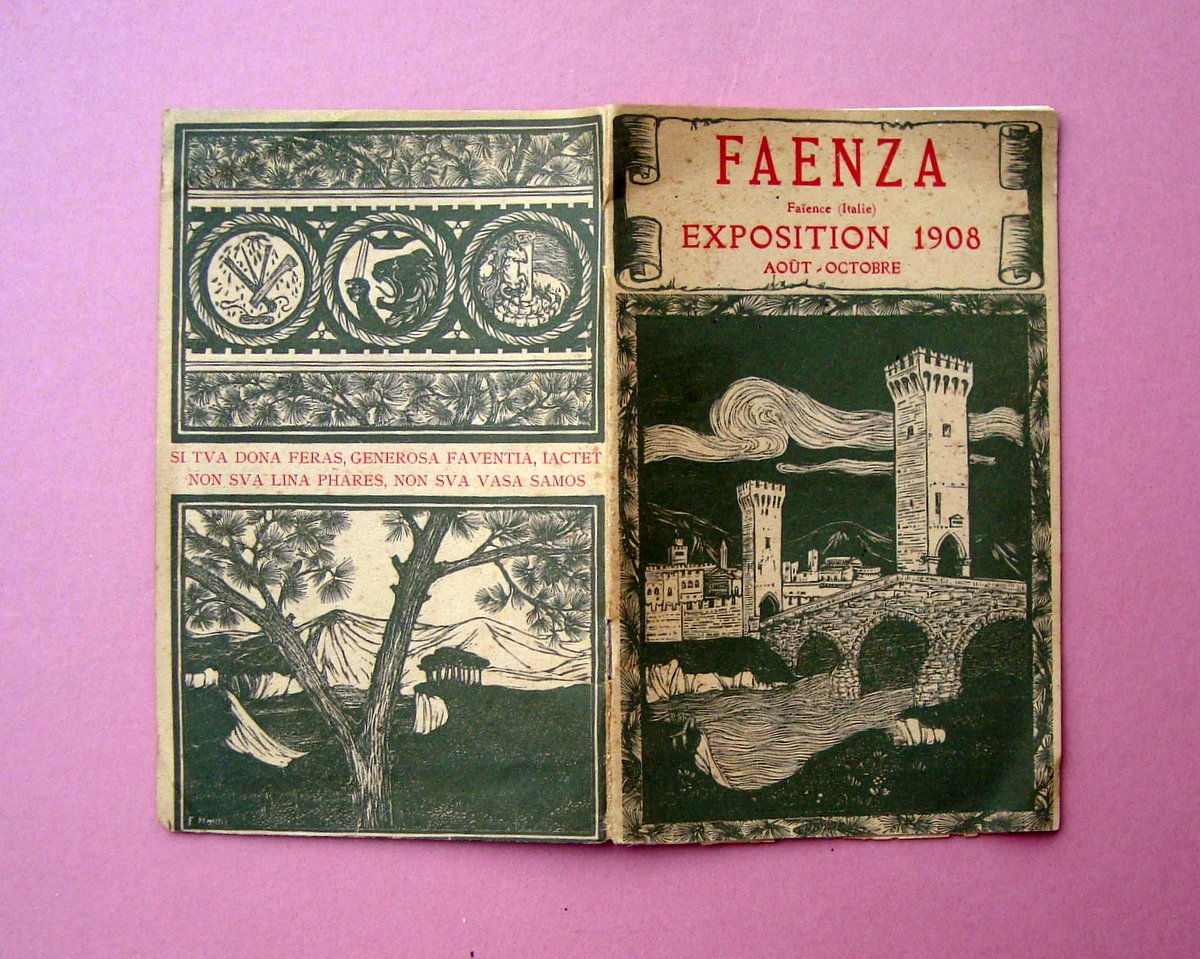 FAENZA
Faïence (Italie)
EXPOSITION 1908
AOÛT - OCTOBRE
SI TVA DONA FERAS, GENEROSA FAVENTIA, IACTET
NON SVA LINA PHARES, NON SVA VASA SAMOS